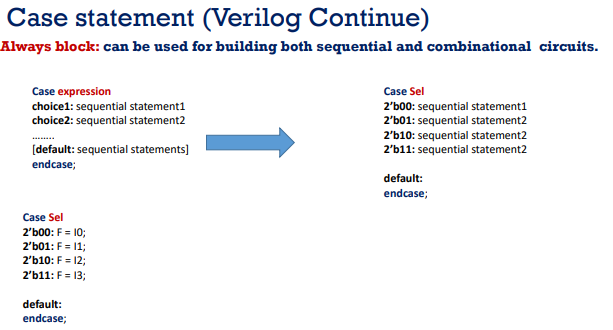 Case statement (Verilog Continue)
Always block: can be used for building both sequential and combinational circuits.
Case expression
choice1: sequential statement1
choice2: sequential statement2
........
[default: sequential statements]
endcase;
Case Sel
2'b00: sequential statement1
2'b01: sequential statement2
2'b10: sequential statement2
2'b11: sequential statement2
default:
endcase;
Case Sel
2'b00: F = I0;
2'b01: F = I1;
2'b10: F = I2;
2'b11: F = I3;
default:
endcase;